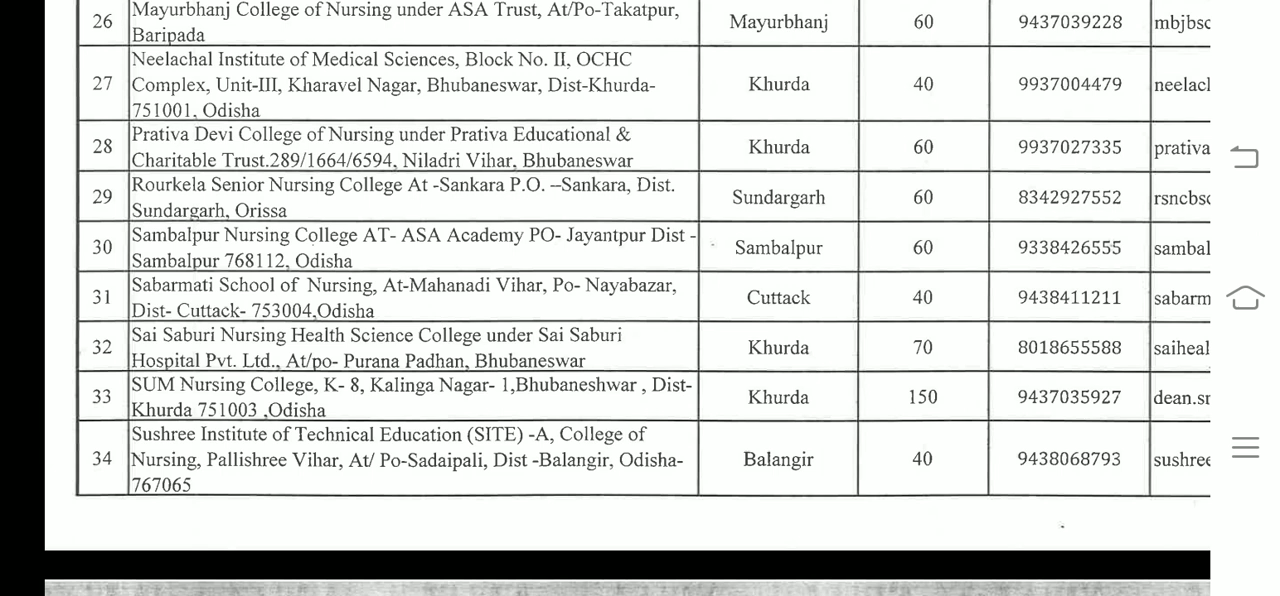 26 Mayurbhanj College of Nursing under ASA Trust, At/Po-Takatpur, Mayurbhanj 60 9437039228 mbjbsc
Baripada
Neelachal Institute of Medical Sciences, Block No. II, OCHC
27 Complex, Unit-III, Kharavel Nagar, Bhubaneswar, Dist-Khurda- Khurda 40 9937004479 neelacl
751001, Odisha
28 Prativa Devi College of Nursing under Prativa Educational & Khurda 60 9937027335 prativa
Charitable Trust.289/1664/6594, Niladri Vihar, Bhubaneswar
29 Rourkela Senior Nursing College At -Sankara P.O. –Sankara, Dist. Sundargarh 60 8342927552 rsncbsc
Sundargarh, Orissa
30 Sambalpur Nursing College AT- ASA Academy PO- Jayantpur Dist - Sambalpur 60 9338426555 sambal
Sambalpur 768112, Odisha
31 Sabarmati School of Nursing, At-Mahanadi Vihar, Po- Nayabazar, Cuttack 40 9438411211 sabarm
Dist- Cuttack- 753004,Odisha
32 Sai Saburi Nursing Health Science College under Sai Saburi Khurda 70 8018655588 saiheal
Hospital Pvt. Ltd., At/po- Purana Padhan, Bhubaneswar
33 SUM Nursing College, K- 8, Kalinga Nagar- 1,Bhubaneshwar , Dist- Khurda 150 9437035927 dean.sr
Khurda 751003 ,Odisha
Sushree Institute of Technical Education (SITE) -A, College of
34 Nursing, Pallishree Vihar, At/ Po-Sadaipali, Dist -Balangir, Odisha- Balangir 40 9438068793 sushree
767065